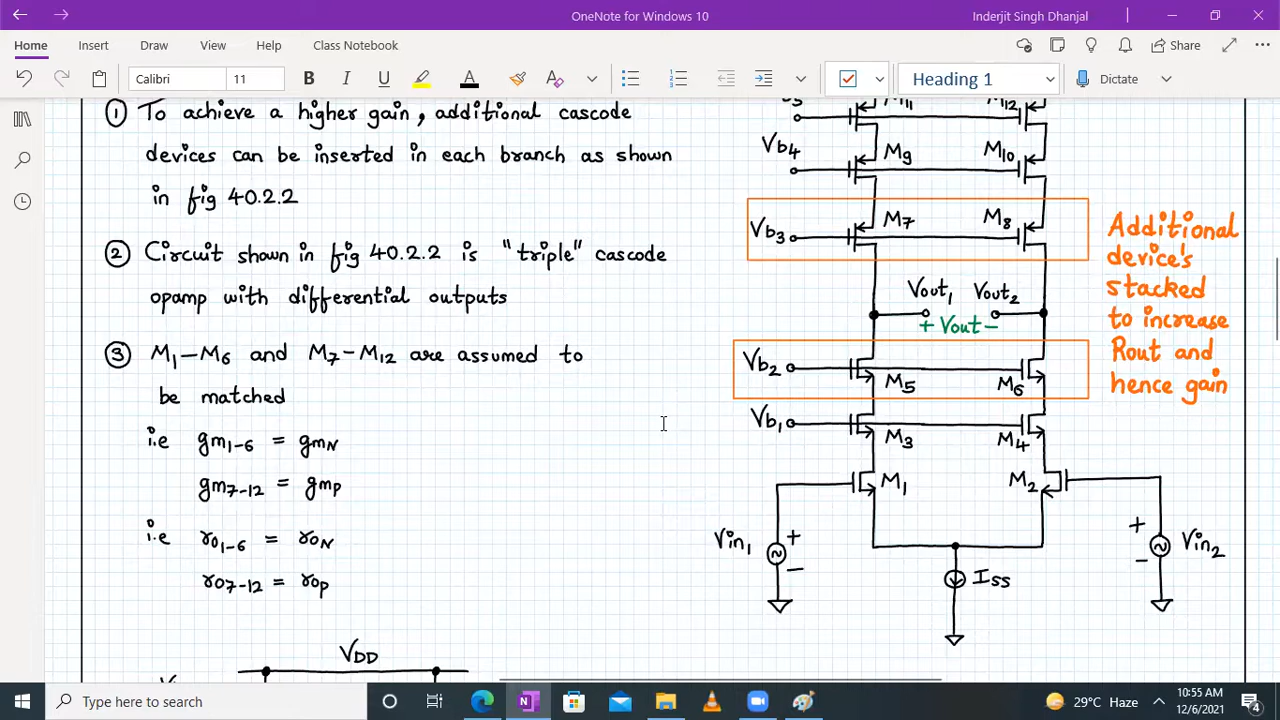 OneNote for Windows 10
Inderjit Singh Dhanjal
Home
Insert
Draw
View
Help
Class Notebook
Share
Calibri
11
B
I
U
A
A
Heading 1
Dictate
① To achieve a higher gain, additional cascode
devices can be inserted in each branch as shown
in fig 40.2.2
② Circuit shown in fig 40.2.2 is "triple" cascode
opamp with differential outputs
③ M1-M6 and M7-M12 are assumed to
be matched
i.e gm1-6 = gmN
gm7-12 = gmp
i.e ro1-6 = roN
ro7-12 = rop
VDD
M11
M12
Vb4
M9
M10
Vb3
M7
M8
Vout1
Vout2
+ Vout -
Vb2
M5
M6
Vb1
M3
M4
M1
M2
Vin1
+
-
Iss
+
-
Vin2
Additional
device's
stacked
to increase
Rout and
hence gain
Type here to search
29°C Haze
10:55 AM
12/6/2021
4